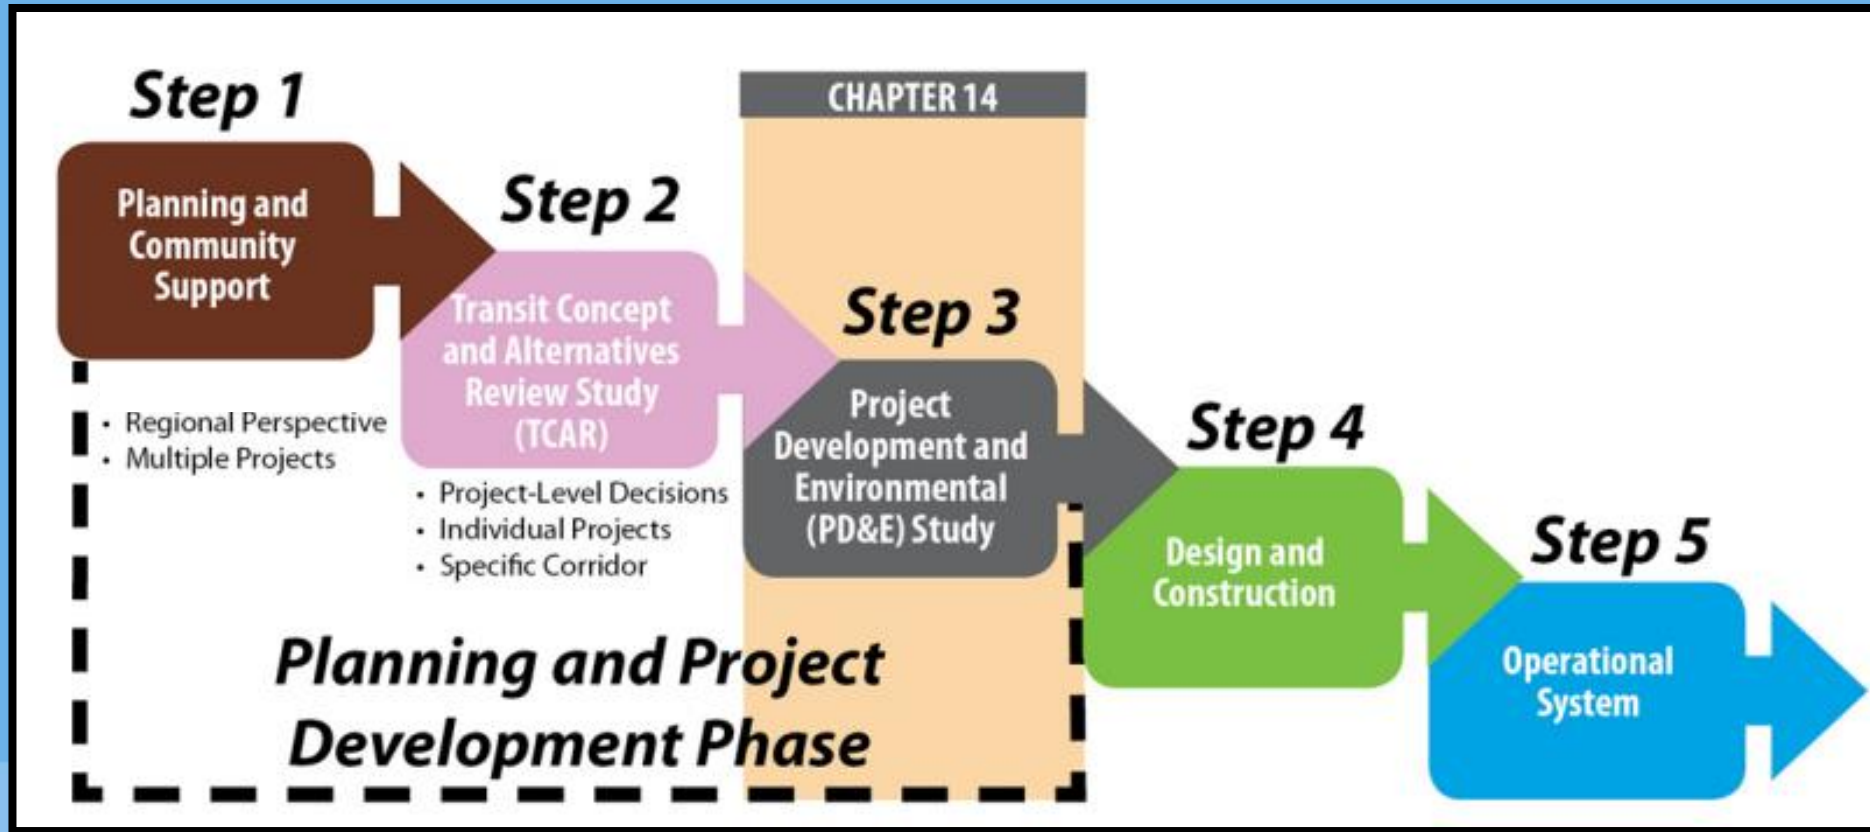 Step 1
Planning and
Community
Support
• Regional Perspective
• Multiple Projects
Step 2
Transit Concept
and Alternatives
Review Study
(TCAR)
• Project-Level Decisions
• Individual Projects
• Specific Corridor
CHAPTER 14
Step 3
Project
Development and
Environmental
(PD&E) Study
Planning and Project
Development Phase
Step 4
Design and
Construction
Step 5
Operational
System